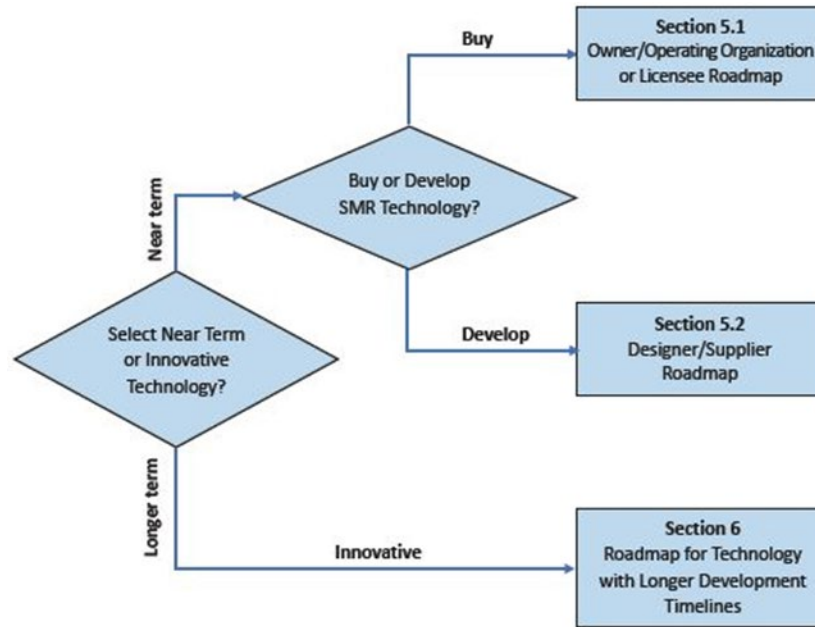 Buy
Section 5.1
Owner/Operating Organization
or Licensee Roadmap
Near term
Buy or Develop
SMR Technology?
Select Near Term
or Innovative
Technology?
Develop
Section 5.2
Designer/Supplier
Roadmap
Longer term
Innovative
Section 6
Roadmap for Technology
with Longer Development
Timelines